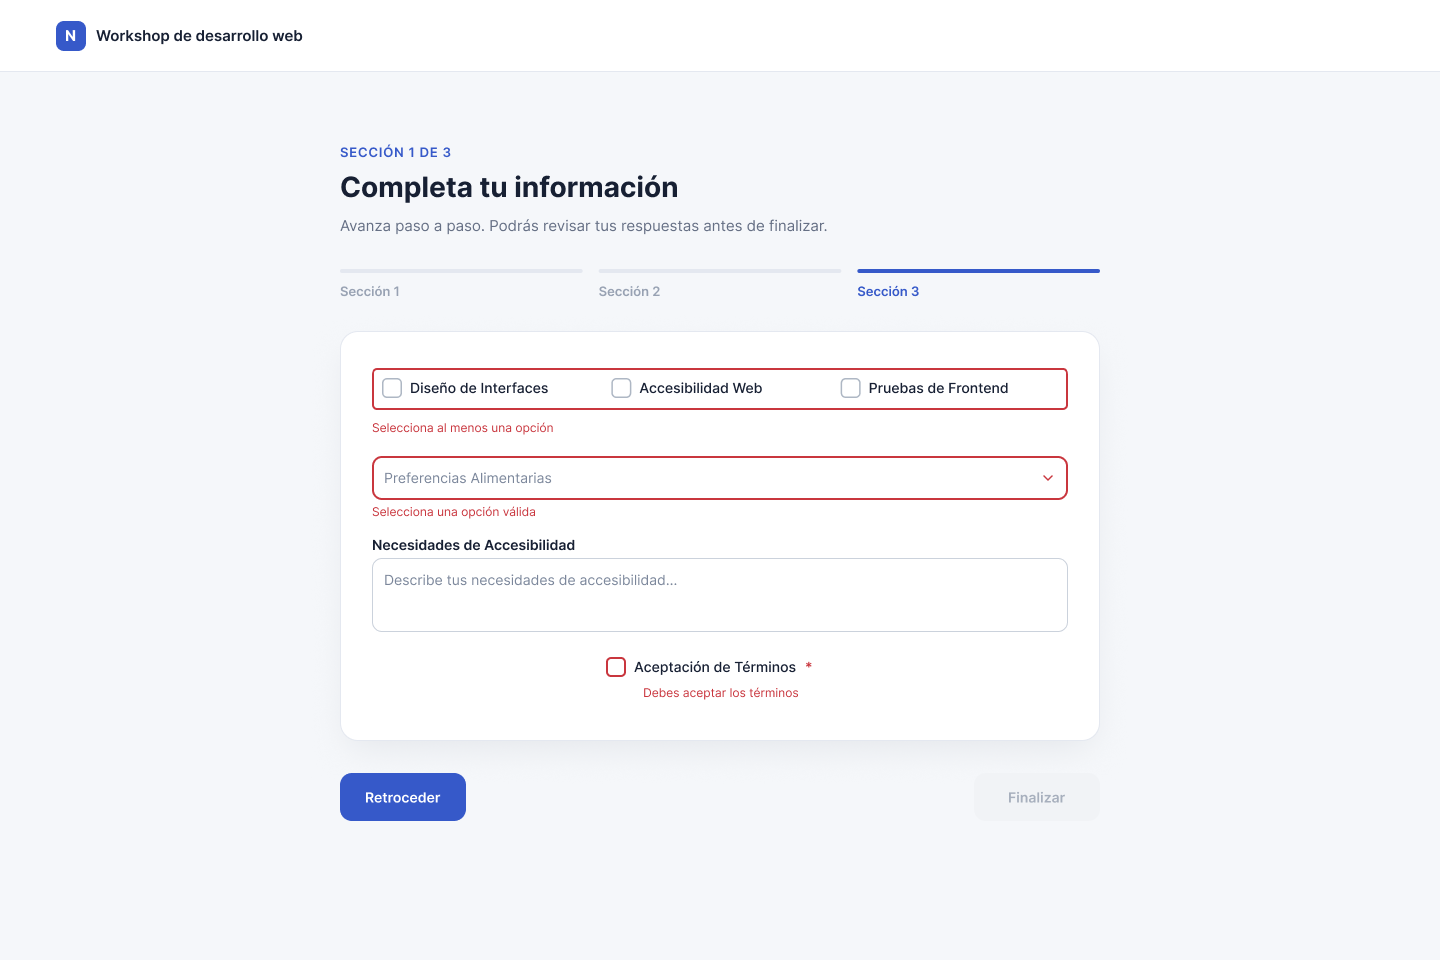 N
Workshop de desarrollo web
SECCIÓN 1 DE 3
Completa tu información
Avanza paso a paso. Podrás revisar tus respuestas antes de finalizar.
Sección 1
Sección 2
Sección 3
Diseño de Interfaces
Accesibilidad Web
Pruebas de Frontend
Selecciona al menos una opción
Preferencias Alimentarias
Selecciona una opción válida
Necesidades de Accesibilidad
Describe tus necesidades de accesibilidad...
Aceptación de Términos *
Debes aceptar los términos
Retroceder
Finalizar